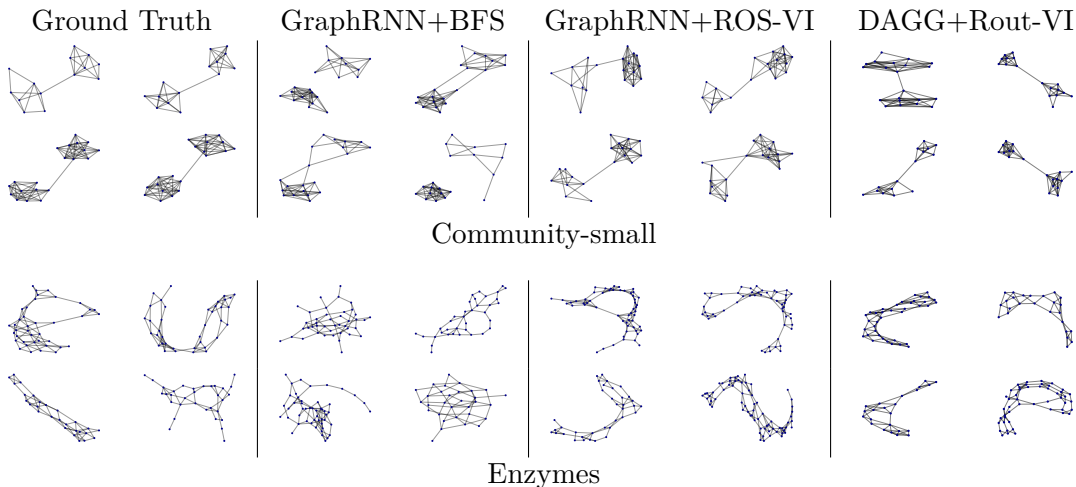 Ground Truth GraphRNN+BFS GraphRNN+ROS-VI DAGG+Rout-VI
Community-small
Enzymes